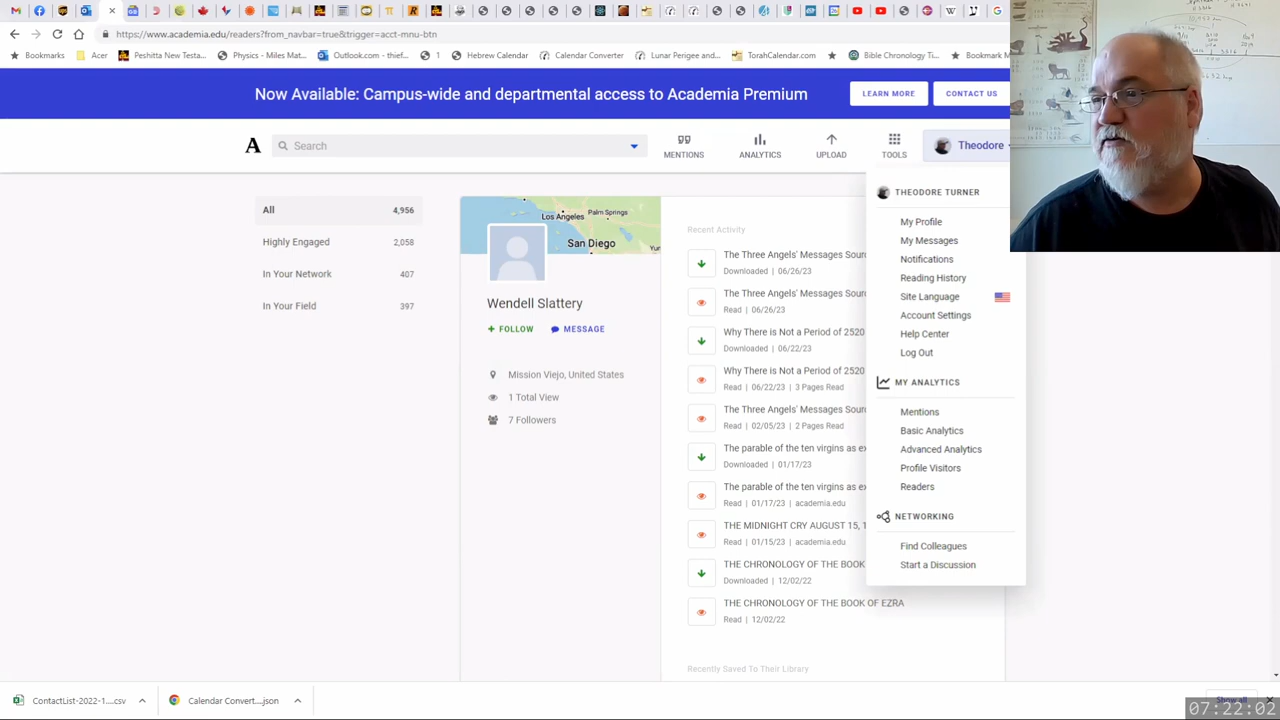 https://www.academia.edu/readers?from_navbar=true&trigger=acct-mnu-btn
Bookmarks
Acer
Peshitta New Testa...
Physics - Miles Mat...
Outlook.com - thief...
1
Hebrew Calendar
Calendar Converter
Lunar Perigee and...
TorahCalendar.com
Bible Chronology Ti...
Bookmark M
Now Available: Campus-wide and departmental access to Academia Premium
LEARN MORE
CONTACT US
A
Search
MENTIONS
ANALYTICS
UPLOAD
TOOLS
Theodore
All 4,956
Highly Engaged 2,058
In Your Network 407
In Your Field 397
Los Angeles
Palm Springs
San Diego
Yum
Wendell Slattery
+ FOLLOW
MESSAGE
Mission Viejo, United States
1 Total View
7 Followers
Recent Activity
The Three Angels' Messages Sour
Downloaded | 06/26/23
The Three Angels' Messages Sour
Read | 06/26/23
Why There is Not a Period of 2520
Downloaded | 06/22/23
Why There is Not a Period of 2520
Read | 06/22/23 | 3 Pages Read
The Three Angels' Messages Sour
Read | 02/05/23 | 2 Pages Read
The parable of the ten virgins as ex
Downloaded | 01/17/23
The parable of the ten virgins as ex
Read | 01/17/23 | academia.edu
THE MIDNIGHT CRY AUGUST 15, 1
Read | 01/15/23 | academia.edu
THE CHRONOLOGY OF THE BOOK
Downloaded | 12/02/22
THE CHRONOLOGY OF THE BOOK OF EZRA
Read | 12/02/22
Recently Saved To Their Library
THEODORE TURNER
My Profile
My Messages
Notifications
Reading History
Site Language
Account Settings
Help Center
Log Out
MY ANALYTICS
Mentions
Basic Analytics
Advanced Analytics
Profile Visitors
Readers
NETWORKING
Find Colleagues
Start a Discussion
ContactList-2022-1....csv
Calendar Convert....json
Show all
07:22:02